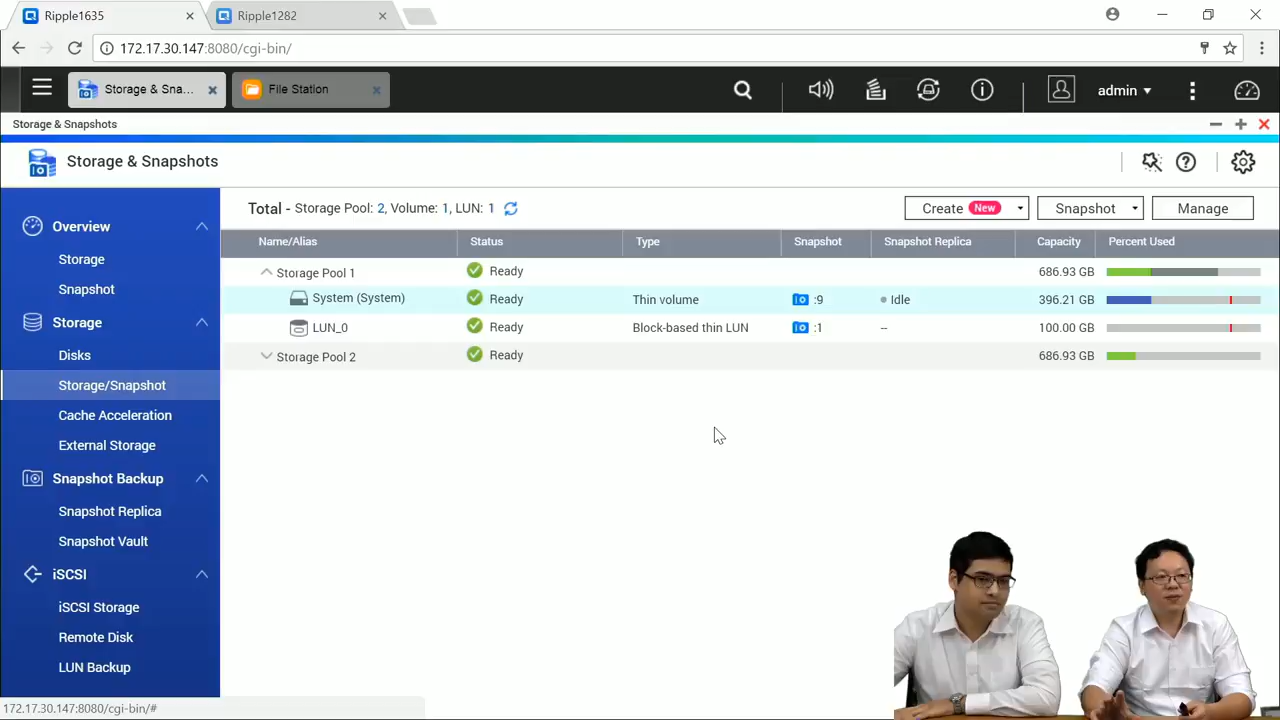 Ripple1635
Ripple1282
172.17.30.147:8080/cgi-bin/
Storage & Sna...
File Station
admin
Storage & Snapshots
Storage & Snapshots
Overview
Storage
Snapshot
Storage
Disks
Storage/Snapshot
Cache Acceleration
External Storage
Snapshot Backup
Snapshot Replica
Snapshot Vault
iSCSI
iSCSI Storage
Remote Disk
LUN Backup
Total - Storage Pool: 2, Volume: 1, LUN: 1
Create New
Snapshot
Manage
Name/Alias Status Type Snapshot Snapshot Replica Capacity Percent Used
Storage Pool 1 Ready 686.93 GB
System (System) Ready Thin volume :9 Idle 396.21 GB
LUN_0 Ready Block-based thin LUN :1 -- 100.00 GB
Storage Pool 2 Ready 686.93 GB
172.17.30.147:8080/cgi-bin/#